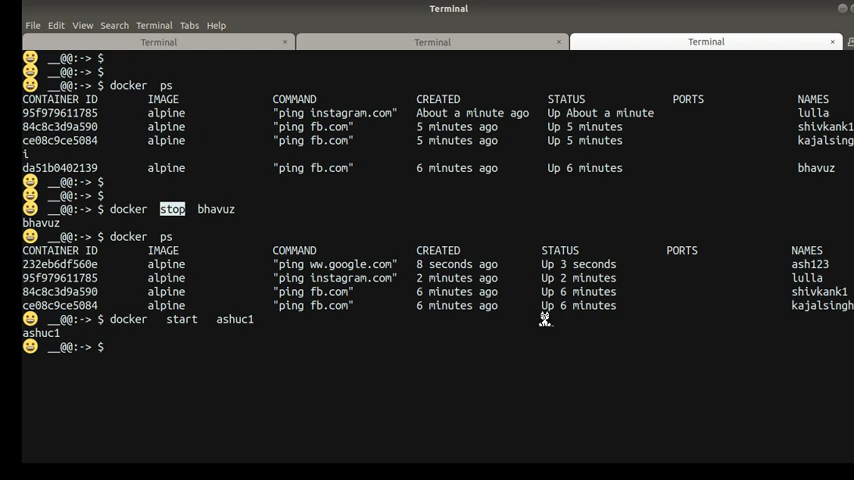 Terminal
File Edit View Search Terminal Tabs Help
Terminal × Terminal × Terminal ×
__@@:-> $
__@@:-> $
__@@:-> $ docker ps
CONTAINER ID IMAGE COMMAND CREATED STATUS PORTS NAMES
95f979611785 alpine "ping instagram.com" About a minute ago Up About a minute lulla
84c8c3d9a590 alpine "ping fb.com" 5 minutes ago Up 5 minutes shivkank1
ce08c9ce5084 alpine "ping fb.com" 6 minutes ago Up 5 minutes kajalsing
i
da51b0402139 alpine "ping fb.com" 6 minutes ago Up 6 minutes bhavuz
__@@:-> $
__@@:-> $
__@@:-> $ docker stop bhavuz
bhavuz
__@@:-> $ docker ps
CONTAINER ID IMAGE COMMAND CREATED STATUS PORTS NAMES
232eb6df560e alpine "ping ww.google.com" 8 seconds ago Up 3 seconds ash123
95f979611785 alpine "ping instagram.com" 2 minutes ago Up 2 minutes lulla
84c8c3d9a590 alpine "ping fb.com" 6 minutes ago Up 6 minutes shivkank1
ce08c9ce5084 alpine "ping fb.com" 6 minutes ago Up 6 minutes kajalsingh
__@@:-> $ docker start ashuc1
ashuc1
__@@:-> $